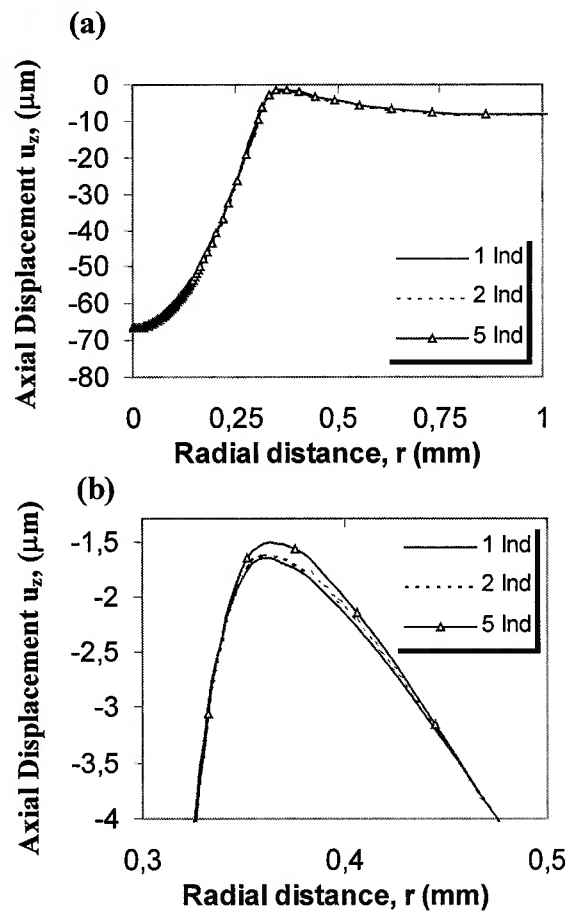 (a)
Axial Displacement uz, (µm)
0
-10
-20
-30
-40
-50
-60
-70
-80
1 Ind
2 Ind
5 Ind
0
0,25
0,5
0,75
1
Radial distance, r (mm)
(b)
Axial Displacement uz, (µm)
-1,5
-2
-2,5
-3
-3,5
-4
1 Ind
2 Ind
5 Ind
0,3
0,4
0,5
Radial distance, r (mm)